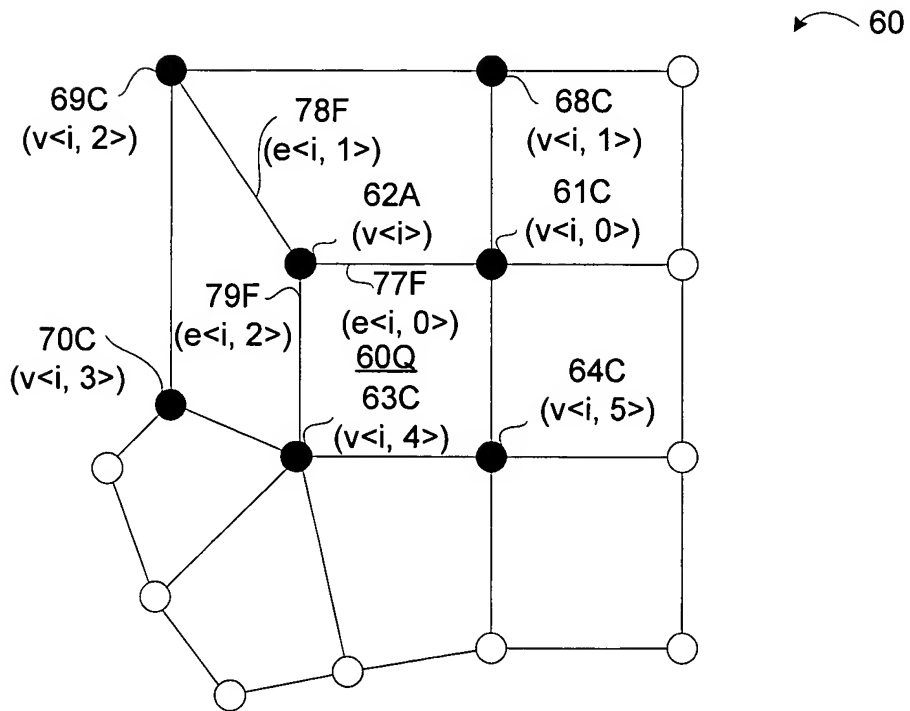 60
69C
(v<i, 2>)
78F
(e<i, 1>)
68C
(v<i, 1>)
62A
(v<i>)
61C
(v<i, 0>)
79F
(e<i, 2>)
77F
(e<i, 0>)
60Q
70C
(v<i, 3>)
63C
(v<i, 4>)
64C
(v<i, 5>)